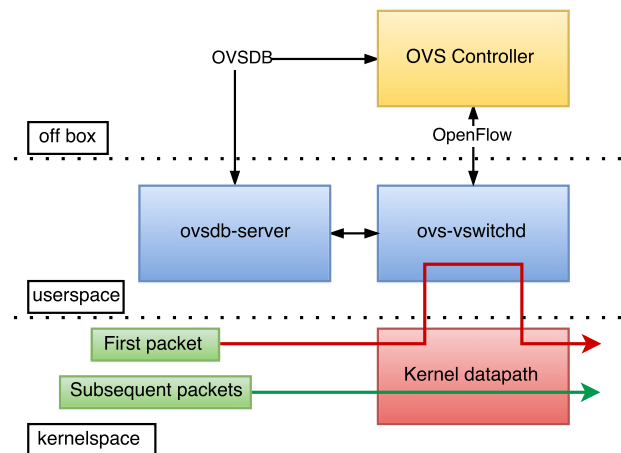 OVSDB
OVS Controller
OpenFlow
off box
ovsdb-server
ovs-vswitchd
userspace
First packet
Kernel datapath
Subsequent packets
kernelspace